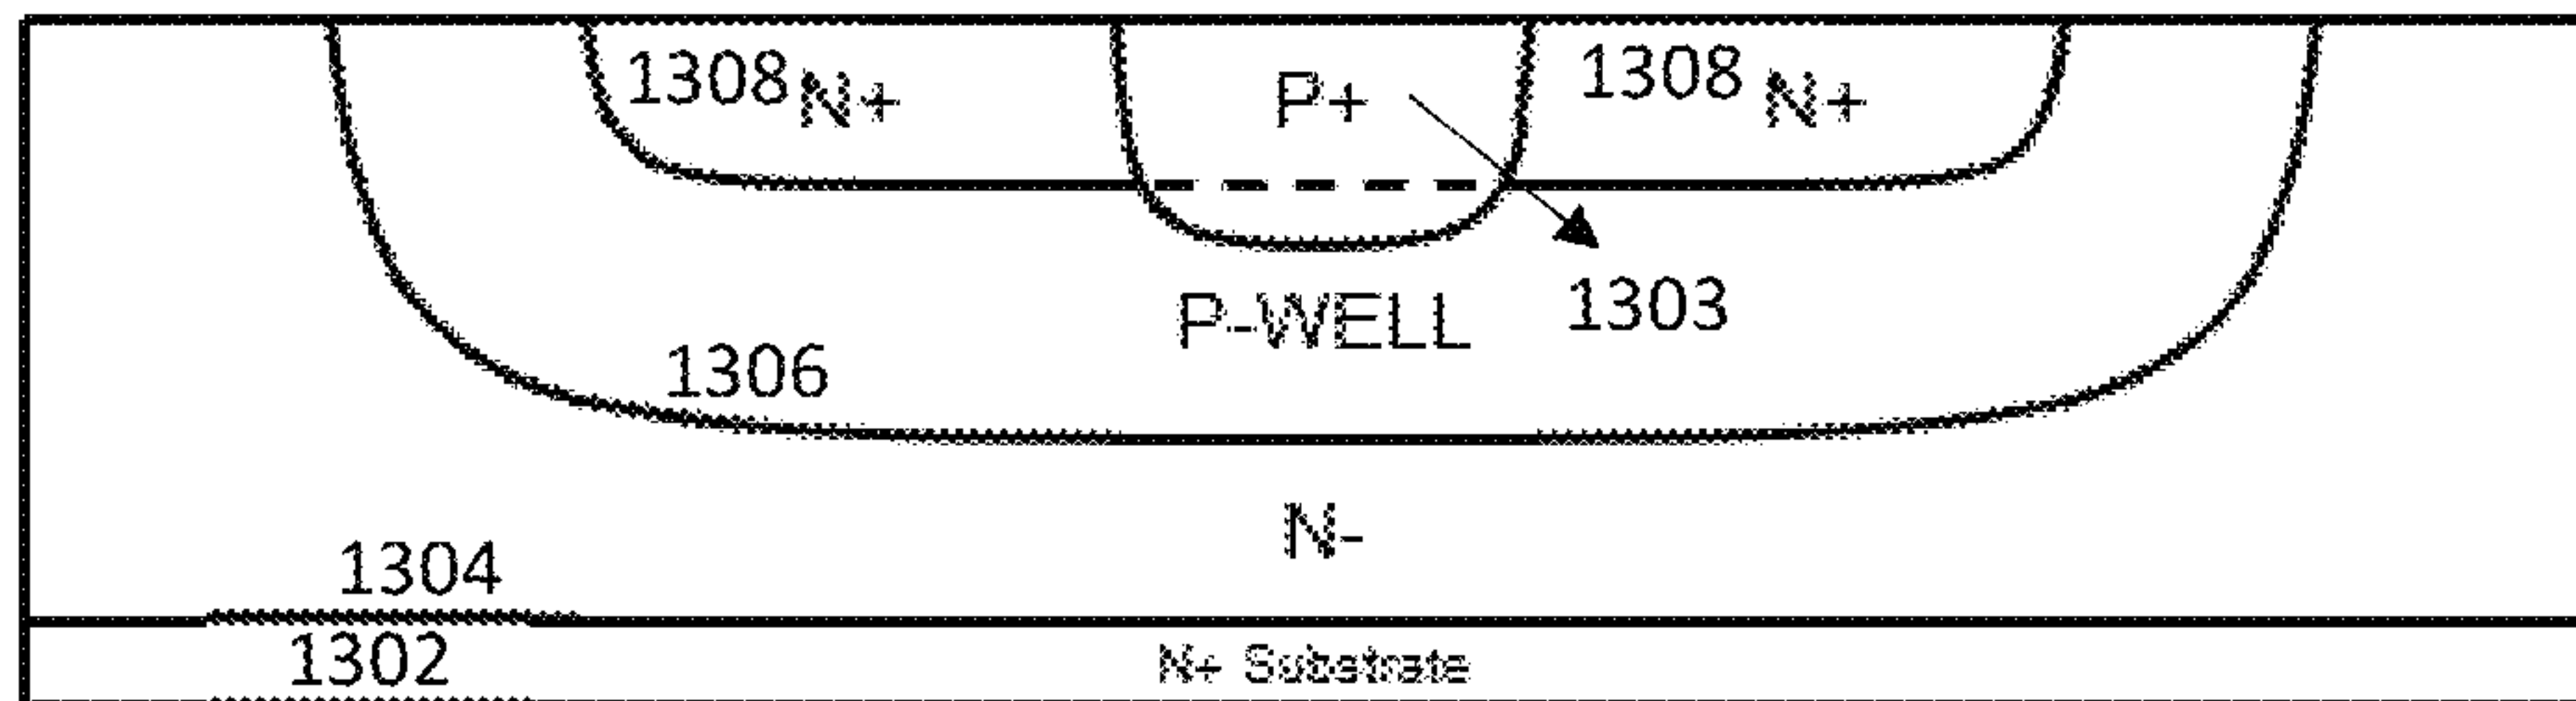 1308 N+ P+ 1308 N+
P-WELL 1303
1306
N-
1304
1302 N+ Substrate